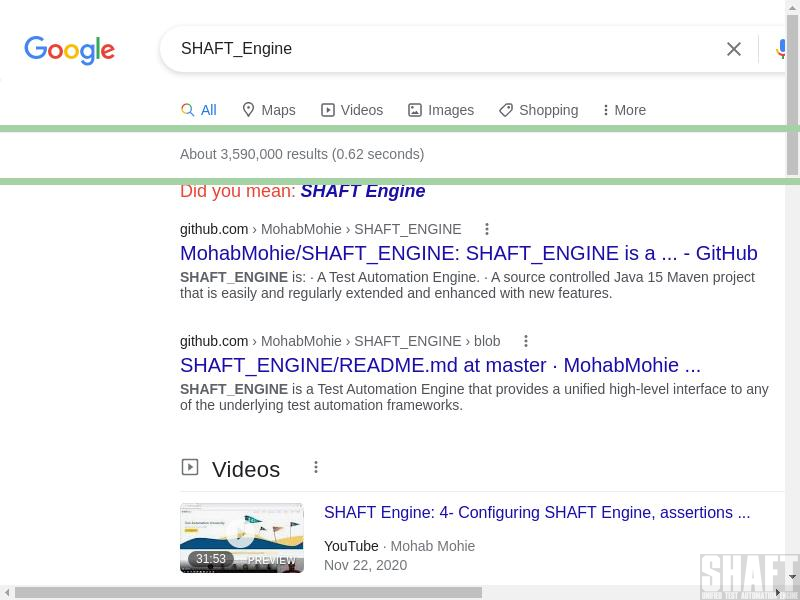 Google
SHAFT_Engine
All Maps Videos Images Shopping More
About 3,590,000 results (0.62 seconds)
Did you mean: SHAFT Engine
github.com › MohabMohie › SHAFT_ENGINE
MohabMohie/SHAFT_ENGINE: SHAFT_ENGINE is a ... - GitHub
SHAFT_ENGINE is: · A Test Automation Engine. · A source controlled Java 15 Maven project
that is easily and regularly extended and enhanced with new features.
github.com › MohabMohie › SHAFT_ENGINE › blob
SHAFT_ENGINE/README.md at master · MohabMohie ...
SHAFT_ENGINE is a Test Automation Engine that provides a unified high-level interface to any
of the underlying test automation frameworks.
Videos
SHAFT Engine: 4- Configuring SHAFT Engine, assertions ...
31:53 PREVIEW
YouTube · Mohab Mohie
Nov 22, 2020
SHAFT
UNIFIED TEST AUTOMATION ENGINE